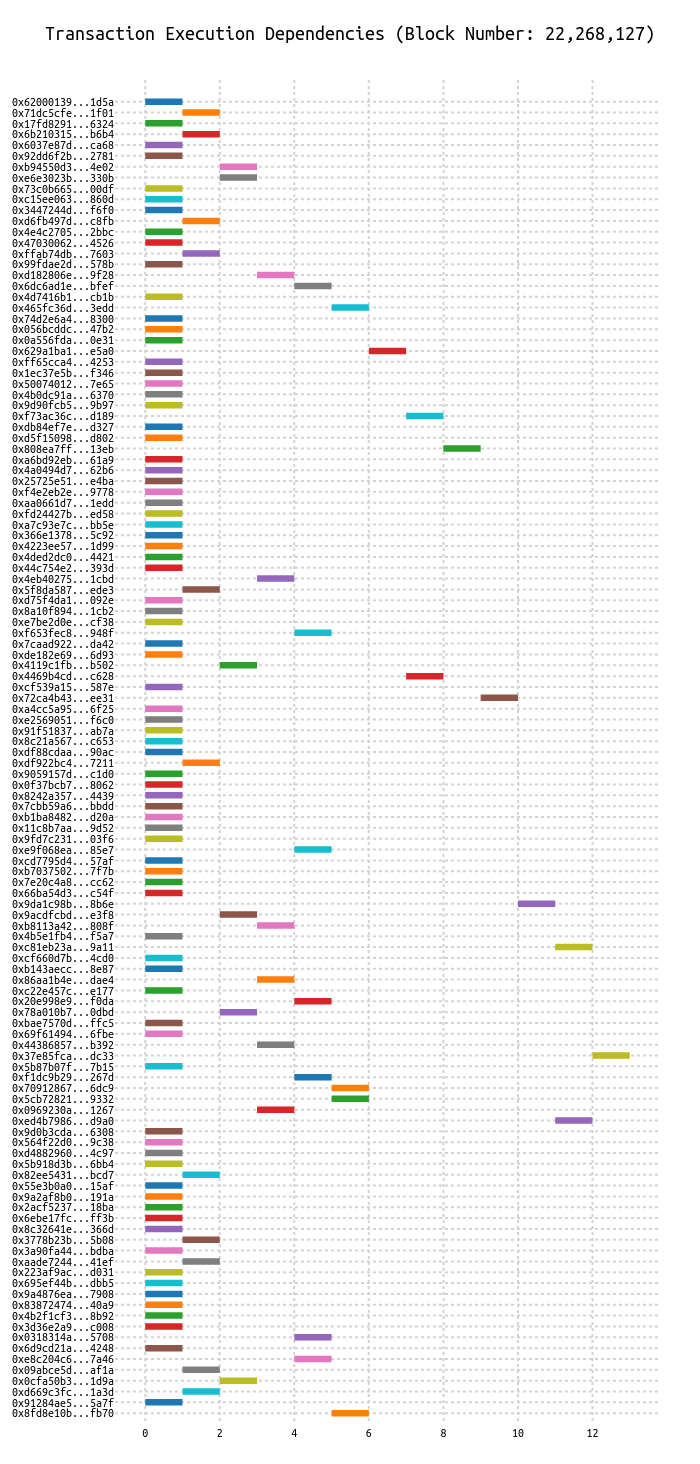 Transaction Execution Dependencies (Block Number: 22,268,127)
0x62000139...1d5a
0x71dc5cfe...1f01
0x17fd8291...6324
0x6b210315...b6b4
0x6037e87d...ca68
0x92dd6f2b...2781
0xb94550d3...4e02
0xe6e3023b...330b
0x73c0b665...00df
0xc15ee063...860d
0x3447244d...f6f0
0xd6fb497d...c8fb
0x4e4c2705...2bbc
0x47030062...4526
0xffab74db...7603
0x99fdae2d...578b
0xd182806e...9f28
0x6dc6ad1e...bfef
0x4d7416b1...cb1b
0x465fc36d...3edd
0x74d2e6a4...8300
0x056bcddc...47b2
0x0a556fda...0e31
0x629a1ba1...e5a0
0xff65cca4...4253
0x1ec37e5b...f346
0x50074012...7e65
0x4b0dc91a...6370
0x9d90fcb5...9b97
0xf73ac36c...d189
0xdb84ef7e...d327
0xd5f15098...d802
0x808ea7ff...13eb
0xa6bd92eb...61a9
0x4a0494d7...62b6
0x25725e51...e4ba
0xf4e2eb2e...9778
0xaa0661d7...1edd
0xfd24427b...ed58
0xa7c93e7c...bb5e
0x366e1378...5c92
0x4223ee57...1d99
0x4ded2dc0...4421
0x44c754e2...393d
0x4eb40275...1cbd
0x5f8da587...ede3
0xd75f4da1...092e
0x8a10f894...1cb2
0xe7be2d0e...cf38
0xf653fec8...948f
0x7caad922...da42
0xde182e69...6d93
0x4119c1fb...b502
0x4469b4cd...c628
0xcf539a15...587e
0x72ca4b43...ee31
0xa4cc5a95...6f25
0xe2569051...f6c0
0x91f51837...ab7a
0x8c21a567...c653
0xdf88cdaa...90ac
0xdf922bc4...7211
0x9059157d...c1d0
0x0f37bcb7...8062
0x8242a357...4439
0x7cbb59a6...bbdd
0xb1ba8482...d20a
0x11c8b7aa...9d52
0x9fd7c231...03f6
0xe9f068ea...85e7
0xcd7795d4...57af
0xb7037502...7f7b
0x7e20c4a8...cc62
0x66ba54d3...c54f
0x9da1c98b...8b6e
0x9acdfcbd...e3f8
0xb8113a42...808f
0x4b5e1fb4...f5a7
0xc81eb23a...9a11
0xcf660d7b...4cd0
0xb143aecc...8e87
0x86aa1b4e...dae4
0xc22e457c...e177
0x20e998e9...f0da
0x78a010b7...0dbd
0xbae7570d...ffc5
0x69f61494...6fbe
0x44386857...b392
0x37e85fca...dc33
0x5b87b07f...7b15
0xf1dc9b29...267d
0x70912867...6dc9
0x5cb72821...9332
0x0969230a...1267
0xed4b7986...d9a0
0x9d0b3cda...6308
0x564f22d0...9c38
0xd4882960...4c97
0x5b918d3b...6bb4
0x82ee5431...bcd7
0x55e3b0a0...15af
0x9a2af8b0...191a
0x2acf5237...18ba
0x6ebe17fc...ff3b
0x8c32641e...366d
0x3778b23b...5b08
0x3a90fa44...bdba
0xaade7244...41ef
0x223af9ac...d031
0x695ef44b...dbb5
0x9a4876ea...7908
0x83872474...40a9
0x4b2f1cf3...8b92
0x3d36e2a9...c008
0x0318314a...5708
0x6d9cd21a...4248
0xe8c204c6...7a46
0x09abce5d...af1a
0x0cfa50b3...1d9a
0xd669c3fc...1a3d
0x91284ae5...5a7f
0x8fd8e10b...fb70
0 2 4 6 8 10 12